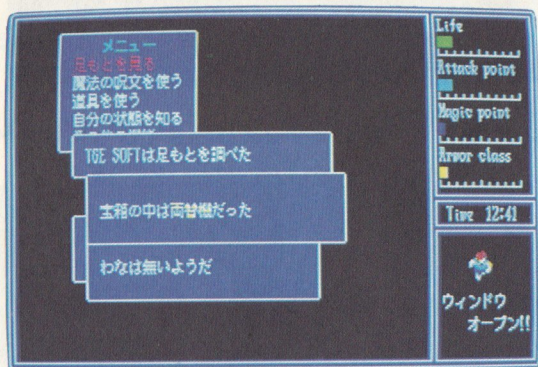 メニュー
足もとを見る
魔法の呪文を使う
道具を使う
自分の状態を知る
TGE SOFTは足もとを調べた
宝箱の中は両替機だった
わなは無いようだ
Life
Attack point
Magic point
Armor class
Time 12:41
ウィンドウ
オープン!!